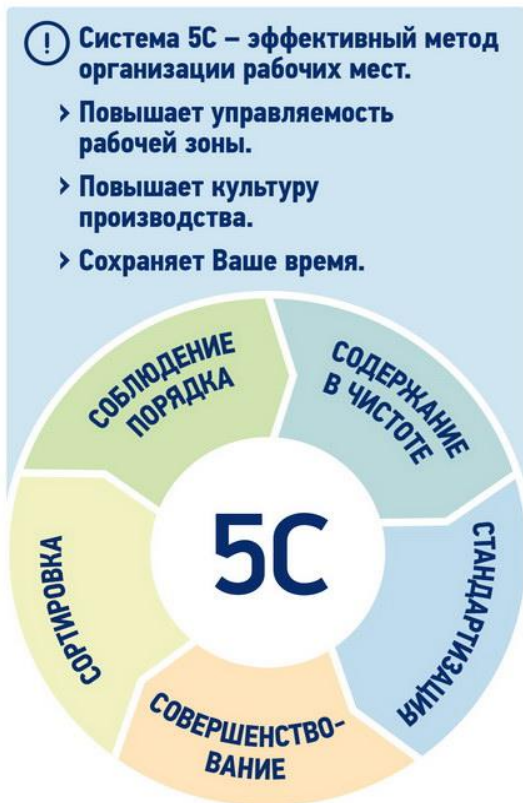 ! Система 5С – эффективный метод
организации рабочих мест.
› Повышает управляемость
рабочей зоны.
› Повышает культуру
производства.
› Сохраняет Ваше время.
СОРТИРОВКА
СОБЛЮДЕНИЕ
ПОРЯДКА
СОДЕРЖАНИЕ
В ЧИСТОТЕ
СТАНДАРТИЗАЦИЯ
СОВЕРШЕНСТВО-
ВАНИЕ
5С